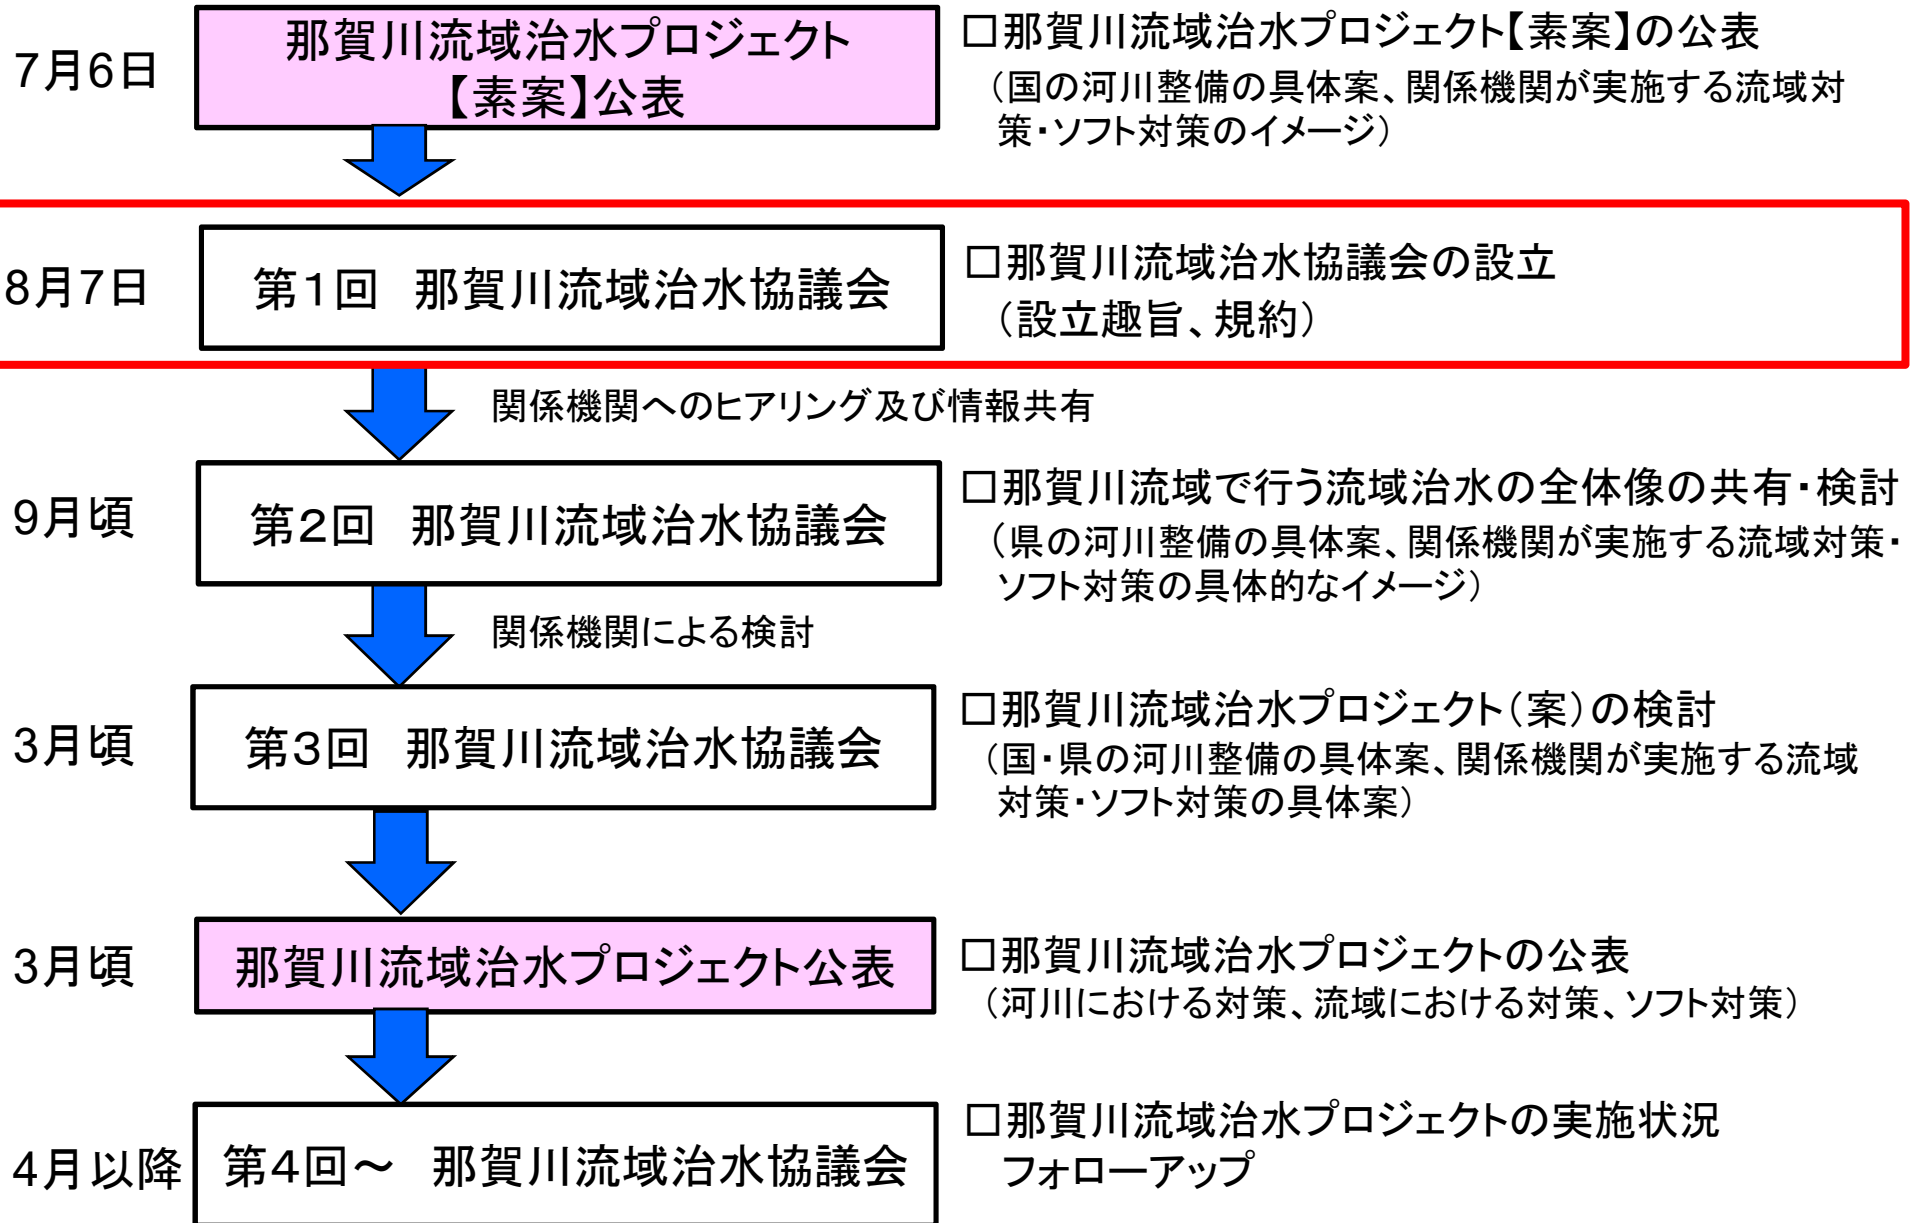 7月6日
那賀川流域治水プロジェクト
【素案】公表
□那賀川流域治水プロジェクト【素案】の公表
（国の河川整備の具体案、関係機関が実施する流域対
策・ソフト対策のイメージ）
8月7日
第1回　那賀川流域治水協議会
□那賀川流域治水協議会の設立
（設立趣旨、規約）
関係機関へのヒアリング及び情報共有
9月頃
第2回　那賀川流域治水協議会
□那賀川流域で行う流域治水の全体像の共有・検討
（県の河川整備の具体案、関係機関が実施する流域対策・
ソフト対策の具体的なイメージ）
関係機関による検討
3月頃
第3回　那賀川流域治水協議会
□那賀川流域治水プロジェクト（案）の検討
（国・県の河川整備の具体案、関係機関が実施する流域
対策・ソフト対策の具体案）
3月頃
那賀川流域治水プロジェクト公表
□那賀川流域治水プロジェクトの公表
（河川における対策、流域における対策、ソフト対策）
4月以降
第4回～　那賀川流域治水協議会
□那賀川流域治水プロジェクトの実施状況
フォローアップ